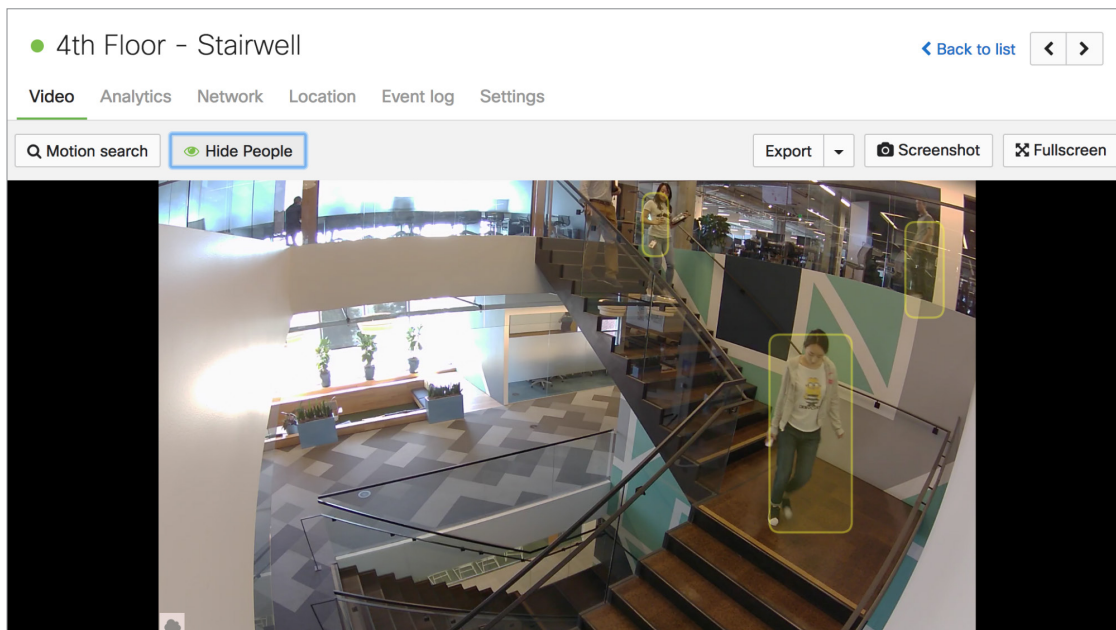 4th Floor - Stairwell
Back to list
Video Analytics Network Location Event log Settings
Motion search Hide People Export Screenshot Fullscreen